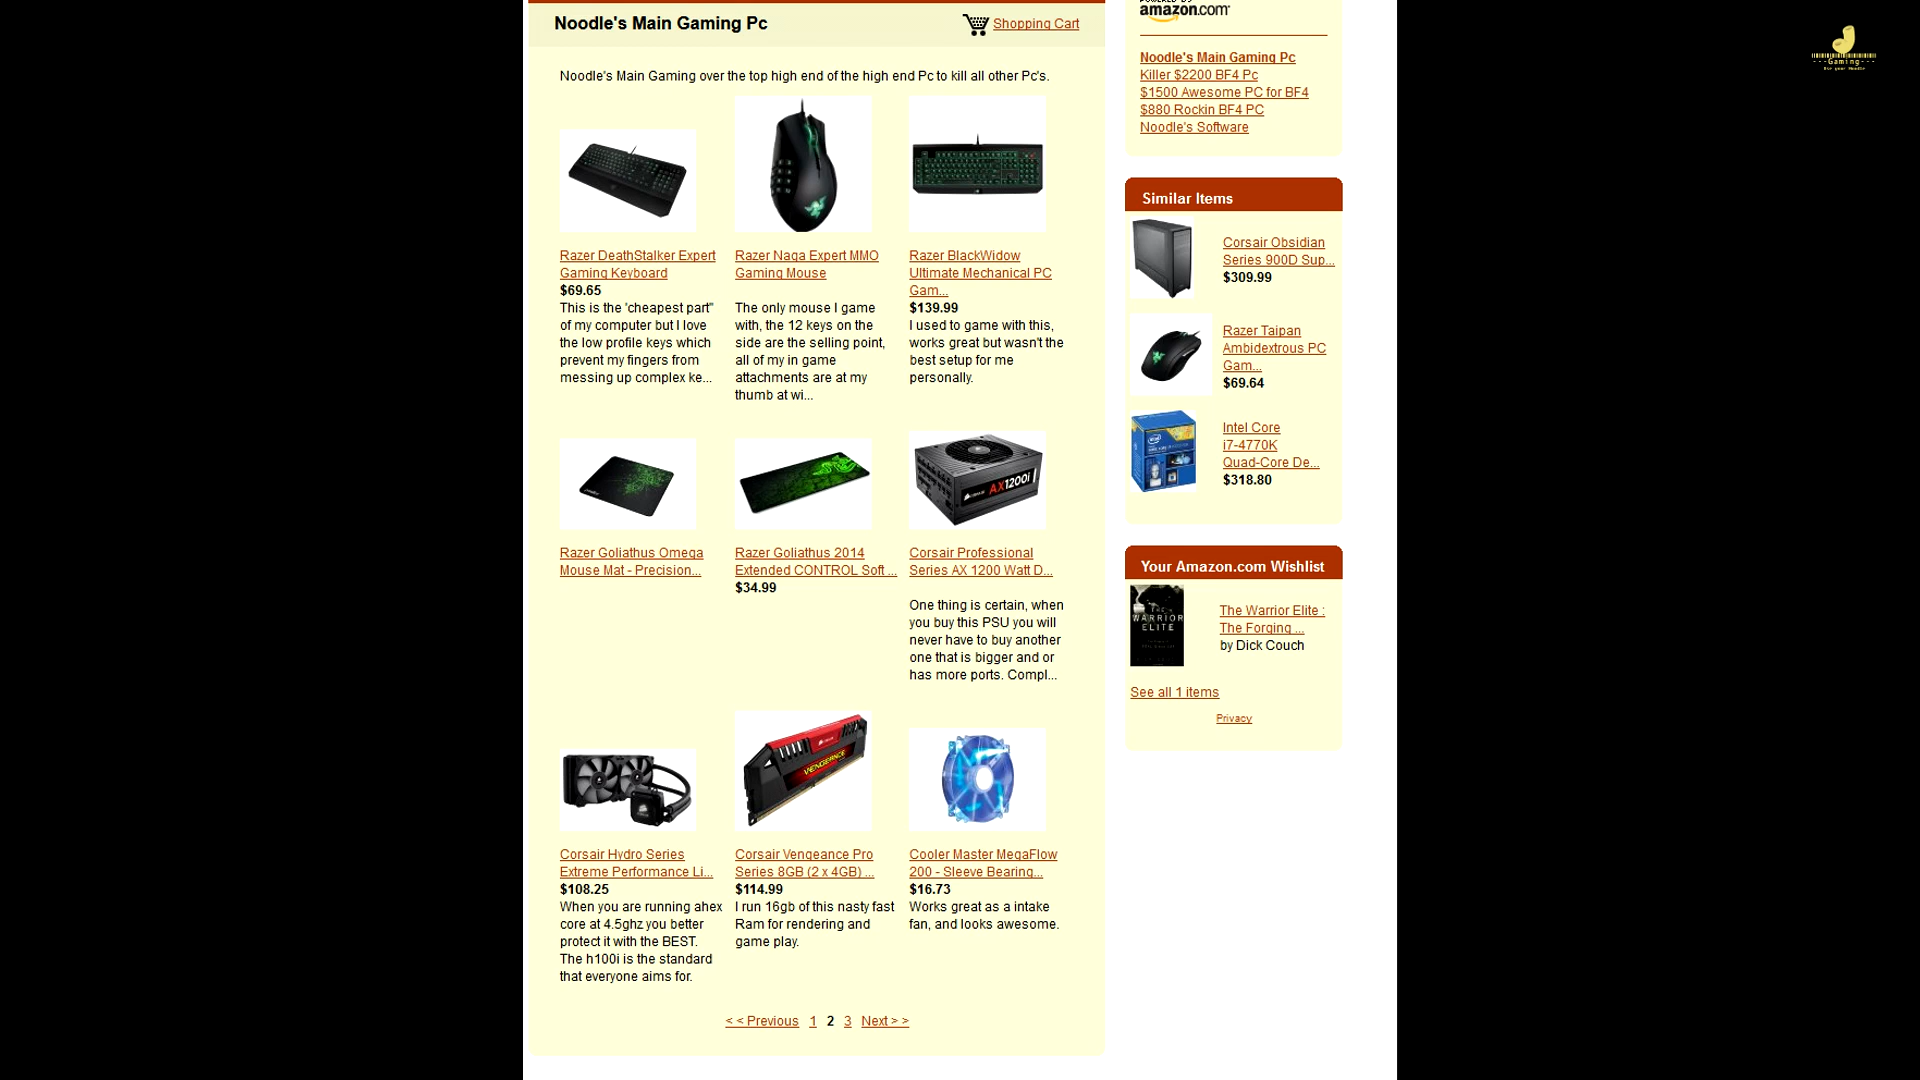 Noodle's Main Gaming Pc
Shopping Cart
Noodle's Main Gaming over the top high end of the high end Pc to kill all other Pc's.
Razer DeathStalker Expert
Gaming Keyboard
$69.65
This is the 'cheapest part"
of my computer but I love
the low profile keys which
prevent my fingers from
messing up complex ke...
Razer Naga Expert MMO
Gaming Mouse
The only mouse I game
with, the 12 keys on the
side are the selling point,
all of my in game
attachments are at my
thumb at wi...
Razer BlackWidow
Ultimate Mechanical PC
Gam...
$139.99
I used to game with this,
works great but wasn't the
best setup for me
personally.
Razer Goliathus Omega
Mouse Mat - Precision...
Razer Goliathus 2014
Extended CONTROL Soft ...
$34.99
AX1200i
Corsair Professional
Series AX 1200 Watt D...
One thing is certain, when
you buy this PSU you will
never have to buy another
one that is bigger and or
has more ports. Compl...
Corsair Hydro Series
Extreme Performance Li...
$108.25
When you are running ahex
core at 4.5ghz you better
protect it with the BEST.
The h100i is the standard
that everyone aims for.
VENGEANCE
Corsair Vengeance Pro
Series 8GB (2 x 4GB) ...
$114.99
I run 16gb of this nasty fast
Ram for rendering and
game play.
Cooler Master MegaFlow
200 - Sleeve Bearing...
$16.73
Works great as a intake
fan, and looks awesome.
< < Previous 1 2 3 Next > >
amazon.com
Noodle's Main Gaming Pc
Killer $2200 BF4 Pc
$1500 Awesome PC for BF4
$880 Rockin BF4 PC
Noodle's Software
Similar Items
Corsair Obsidian
Series 900D Sup...
$309.99
Razer Taipan
Ambidextrous PC
Gam...
$69.64
Intel Core
i7-4770K
Quad-Core De...
$318.80
Your Amazon.com Wishlist
THE
WARRIOR
ELITE
The Warrior Elite :
The Forging ...
by Dick Couch
See all 1 items
Privacy
Gaming